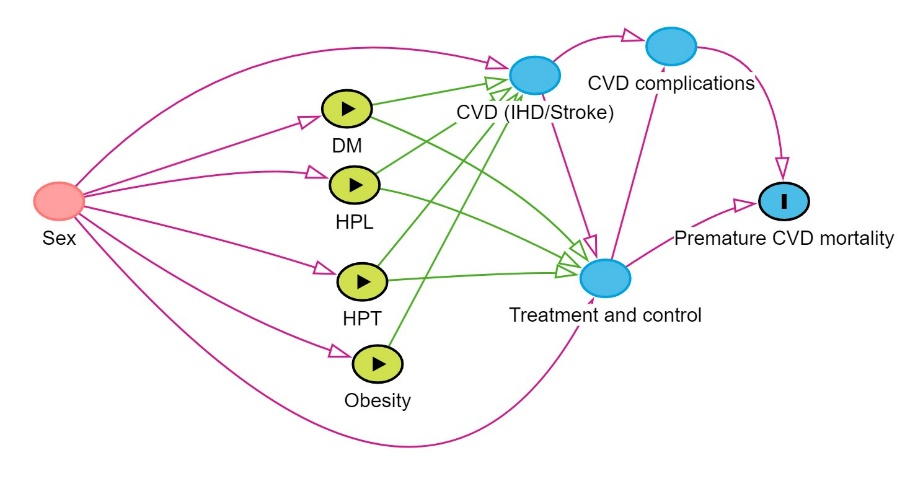 CVD complications
CVD (IHD/Stroke)
DM
HPL
Sex
Premature CVD mortality
HPT
Treatment and control
Obesity